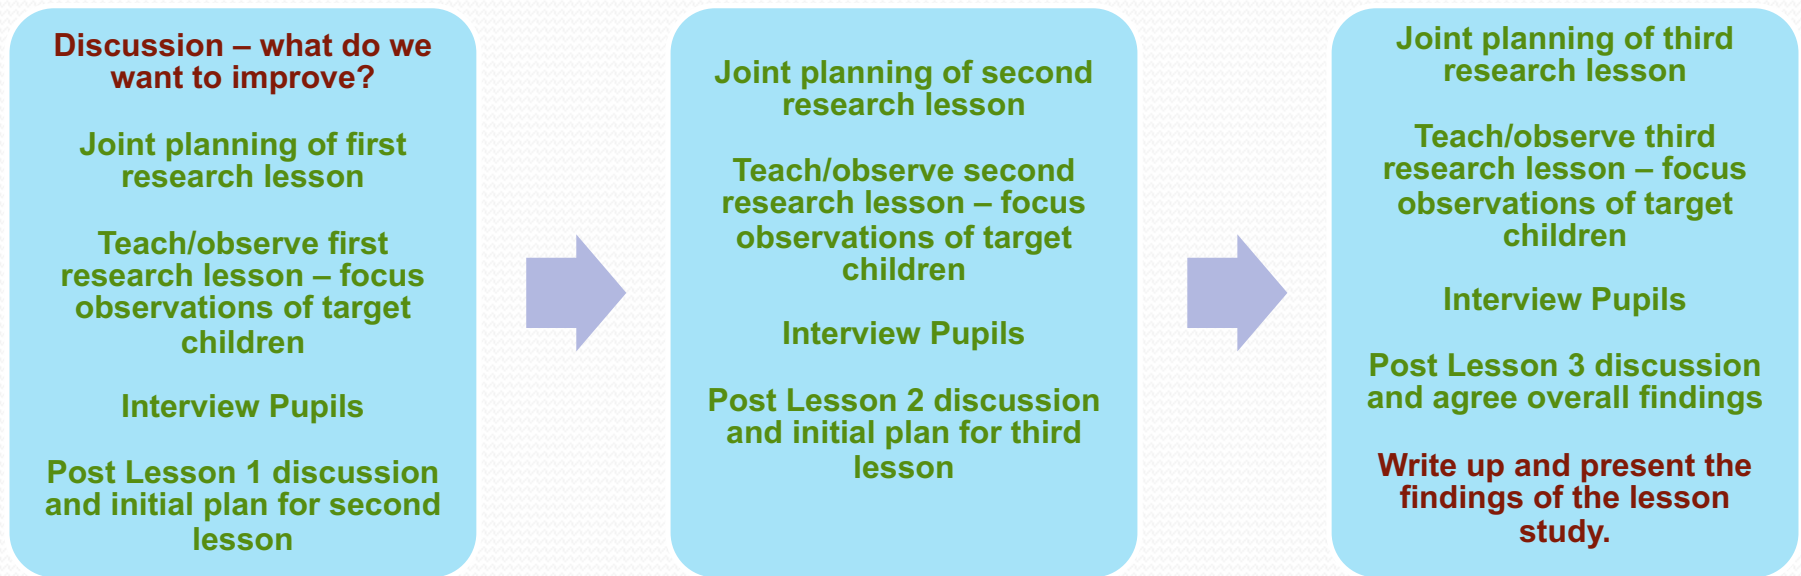 Discussion – what do we
want to improve?
Joint planning of first
research lesson
Teach/observe first
research lesson – focus
observations of target
children
Interview Pupils
Post Lesson 1 discussion
and initial plan for second
lesson
Joint planning of second
research lesson
Teach/observe second
research lesson – focus
observations of target
children
Interview Pupils
Post Lesson 2 discussion
and initial plan for third
lesson
Joint planning of third
research lesson
Teach/observe third
research lesson – focus
observations of target
children
Interview Pupils
Post Lesson 3 discussion
and agree overall findings
Write up and present the
findings of the lesson
study.